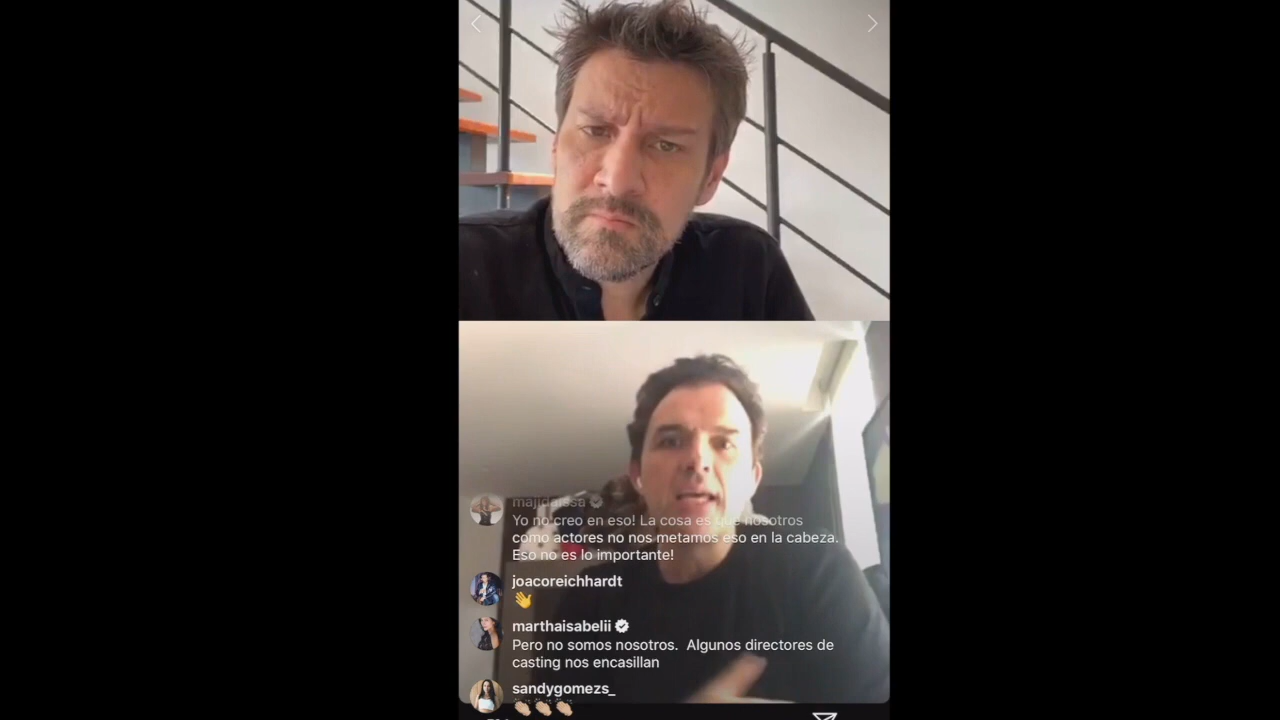 majidaissa
Yo no creo en eso! La cosa es que nosotros
como actores no nos metamos eso en la cabeza.
Eso no es lo importante!
joacoreichhardt
👋
marthaisabelii
Pero no somos nosotros. Algunos directores de
casting nos encasillan
sandygomezs_
👏🏼👏🏼👏🏼